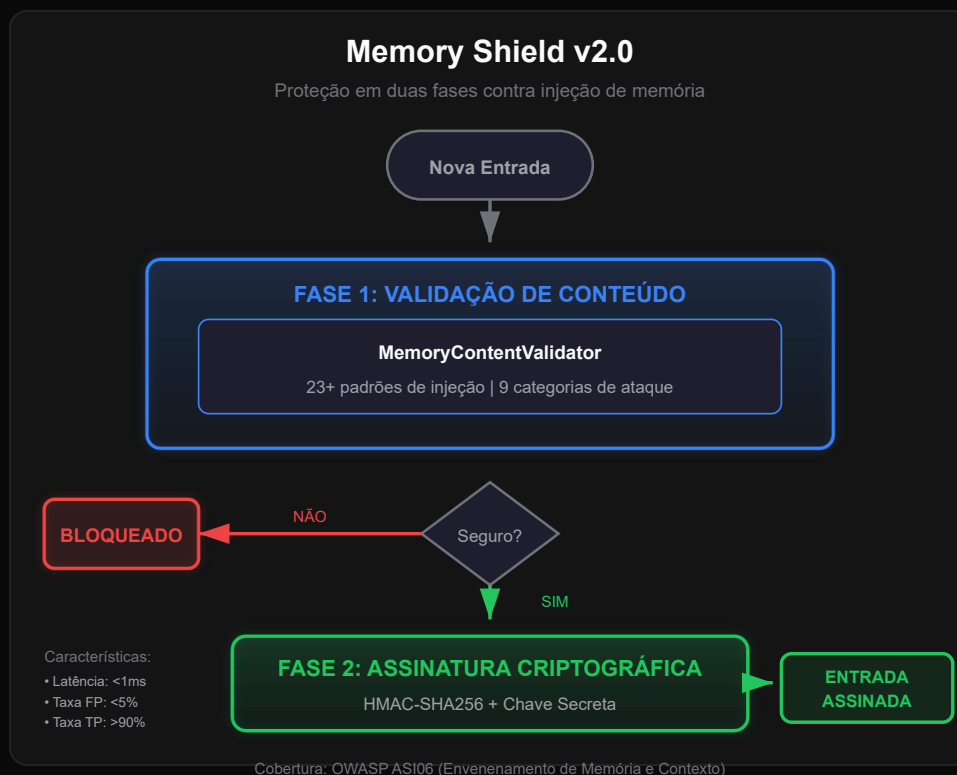 Memory Shield v2.0
Proteção em duas fases contra injeção de memória
Nova Entrada
FASE 1: VALIDAÇÃO DE CONTEÚDO
MemoryContentValidator
23+ padrões de injeção | 9 categorias de ataque
Seguro?
NÃO
BLOQUEADO
SIM
FASE 2: ASSINATURA CRIPTOGRÁFICA
HMAC-SHA256 + Chave Secreta
ENTRADA
ASSINADA
Características:
• Latência: <1ms
• Taxa FP: <5%
• Taxa TP: >90%
Cobertura: OWASP ASI06 (Envenenamento de Memória e Contexto)